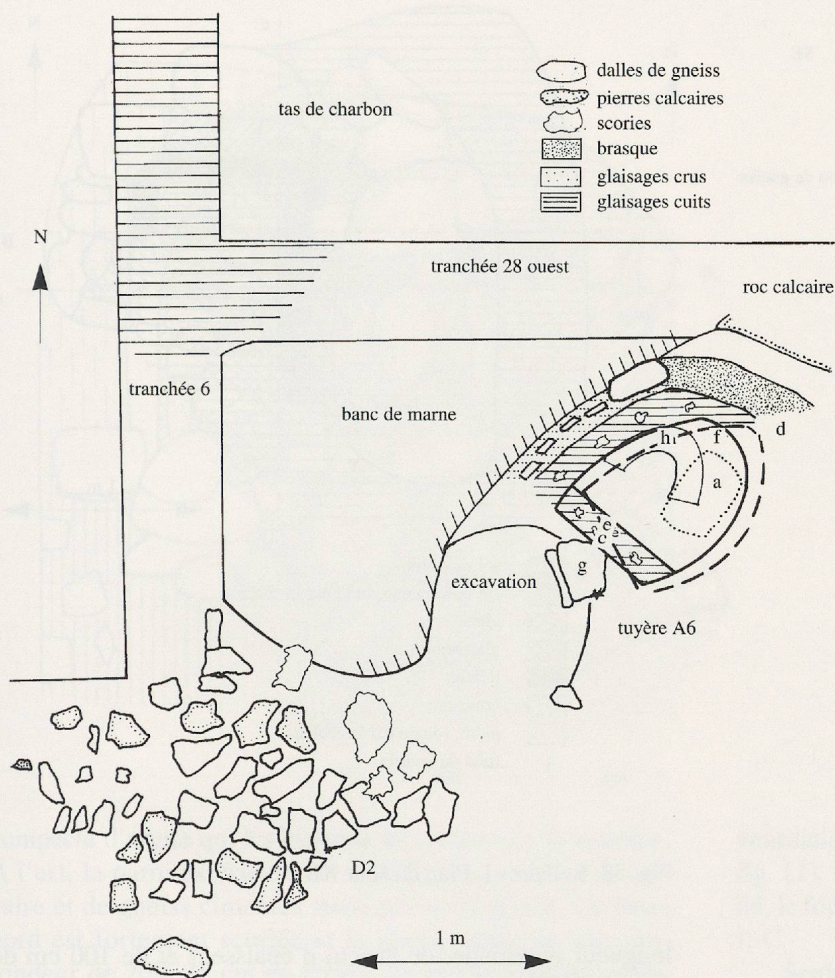 dalles de gneiss
tas de charbon
pierres calcaires
scories
brasque
glaisages crus
glaisages cuits
N
tranchée 28 ouest
roc calcaire
tranchée 6
banc de marne
d
h
f
a
e
c
g
excavation
tuyère A6
D2
1 m